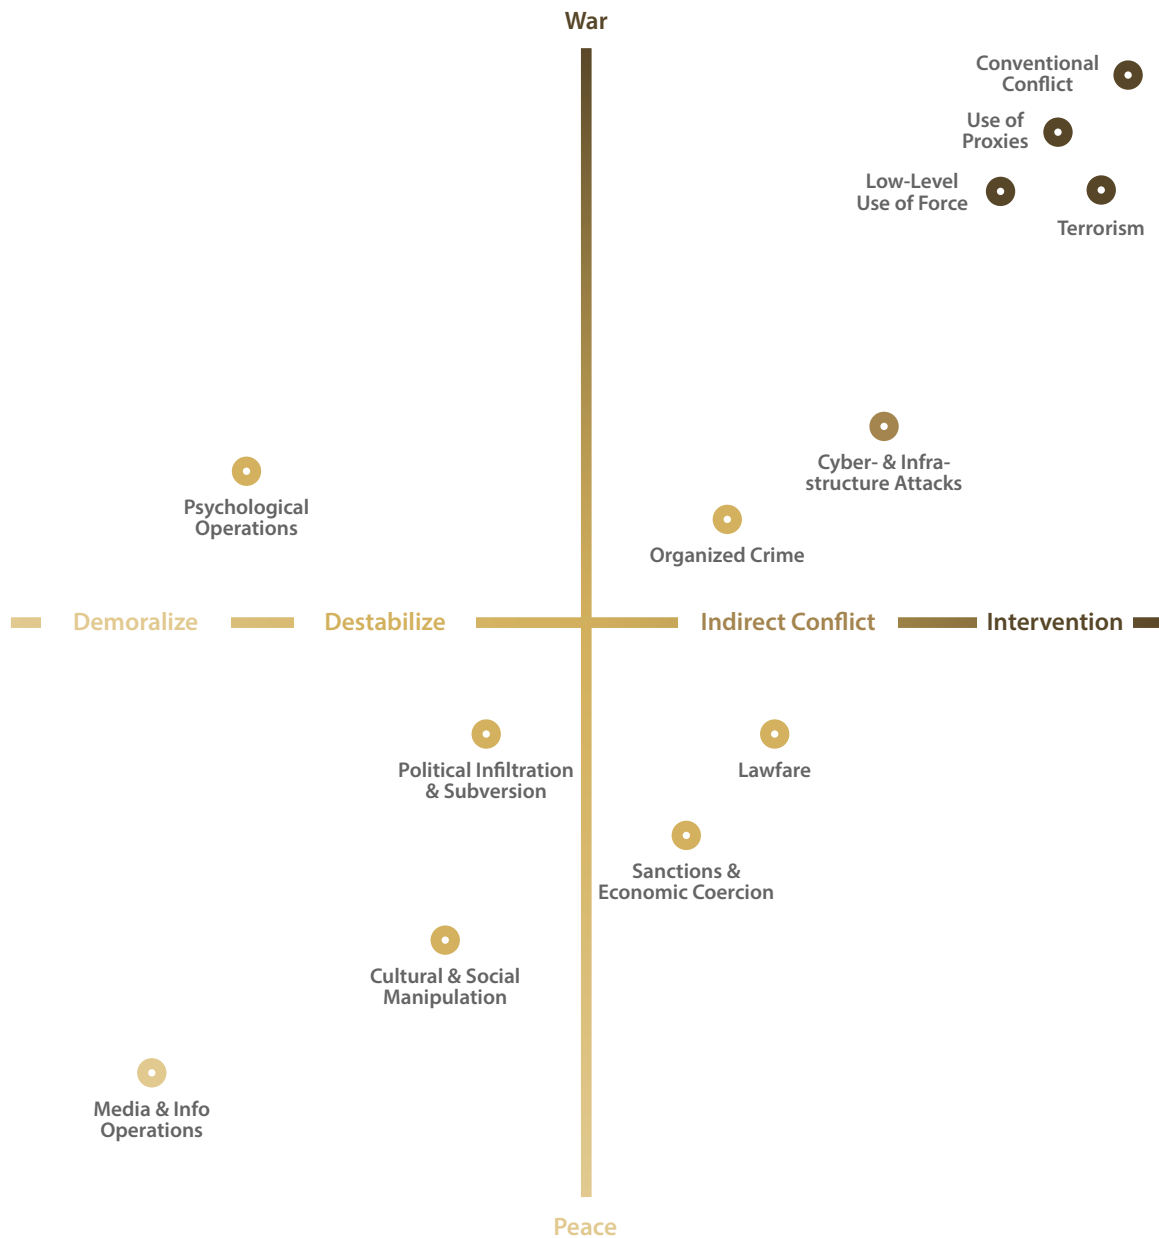 War
Conventional
Conflict
Use of
Proxies
Low-Level
Use of Force
Terrorism
Cyber- & Infra-
structure Attacks
Psychological
Operations
Organized Crime
Demoralize
Destabilize
Indirect Conflict
Intervention
Political Infiltration
& Subversion
Lawfare
Sanctions &
Economic Coercion
Cultural & Social
Manipulation
Media & Info
Operations
Peace